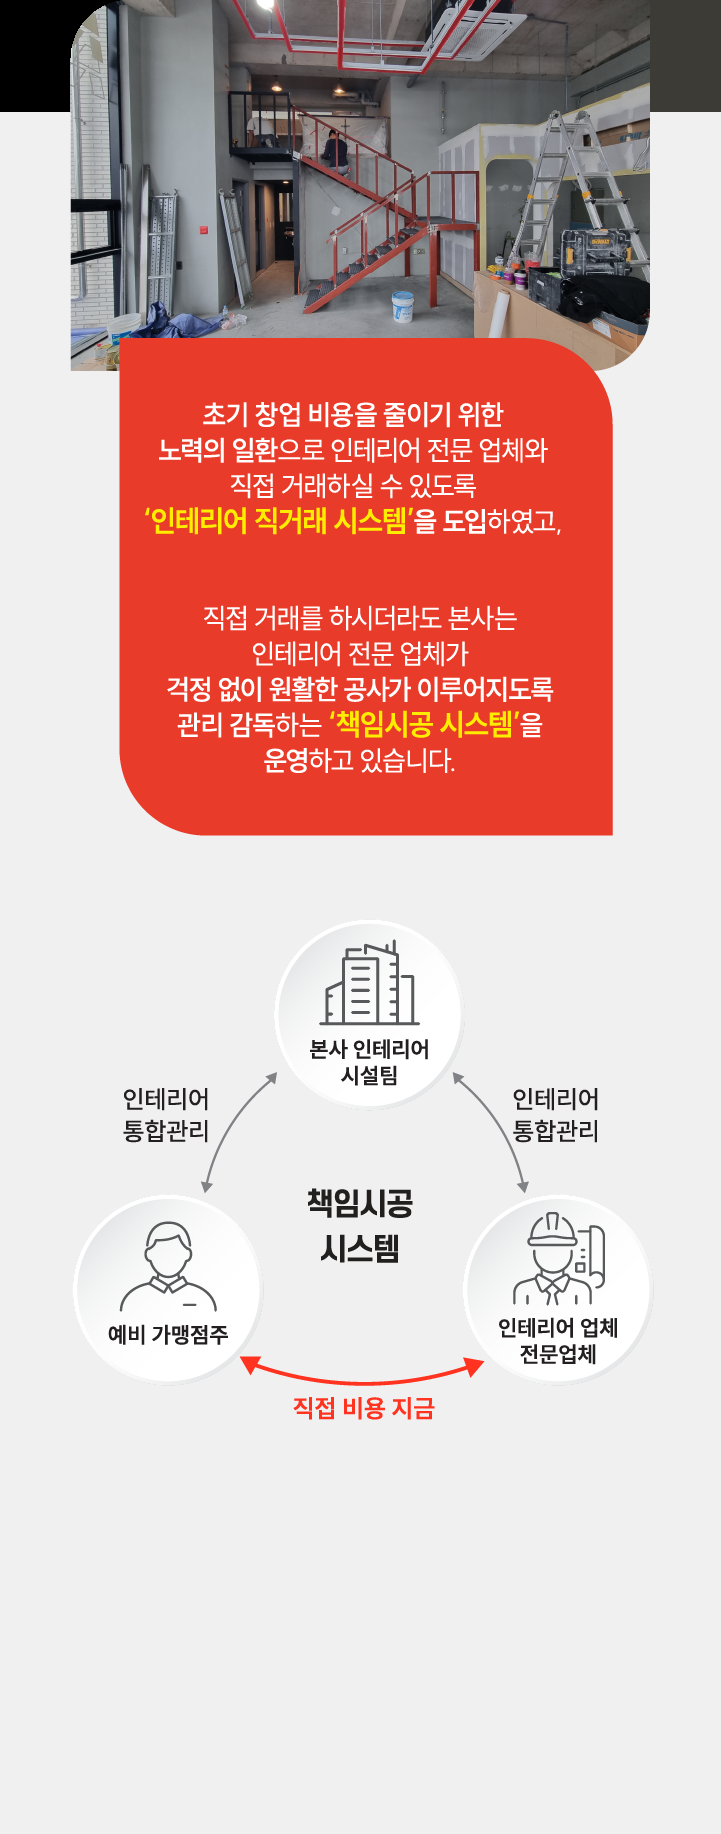 초기 창업 비용을 줄이기 위한
노력의 일환으로 인테리어 전문 업체와
직접 거래하실 수 있도록
‘인테리어 직거래 시스템’을 도입하였고,
직접 거래를 하시더라도 본사는
인테리어 전문 업체가
걱정 없이 원활한 공사가 이루어지도록
관리 감독하는 ‘책임시공 시스템’을
운영하고 있습니다.
본사 인테리어
시설팀
인테리어
통합관리
인테리어
통합관리
책임시공
시스템
예비 가맹점주
인테리어 업체
전문업체
직접 비용 지금